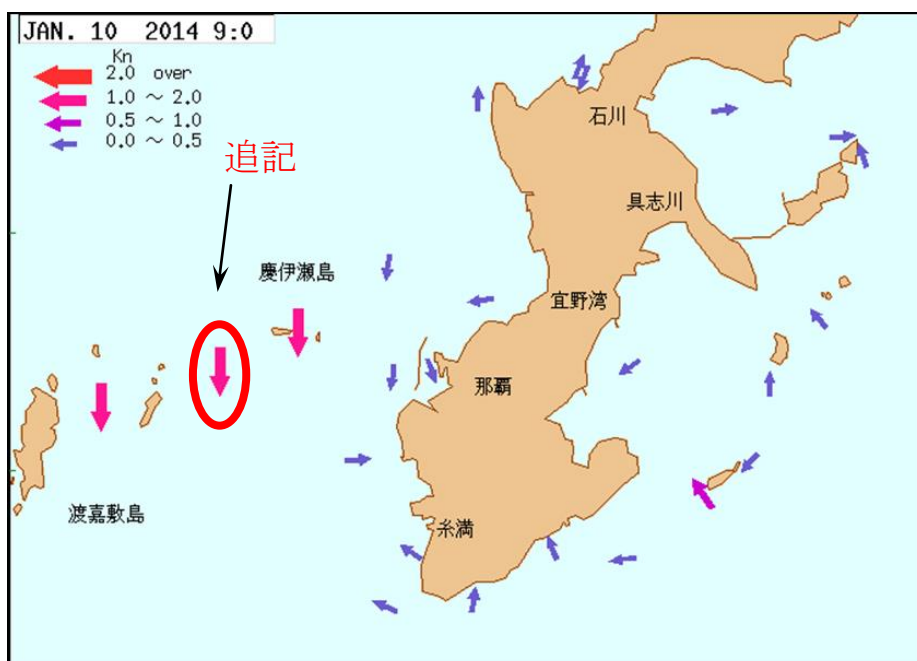 JAN. 10 2014 9:0
Kn
2.0 over
1.0 ～ 2.0
0.5 ～ 1.0
0.0 ～ 0.5
追記
石川
具志川
慶伊瀬島
宜野湾
那覇
渡嘉敷島
糸満